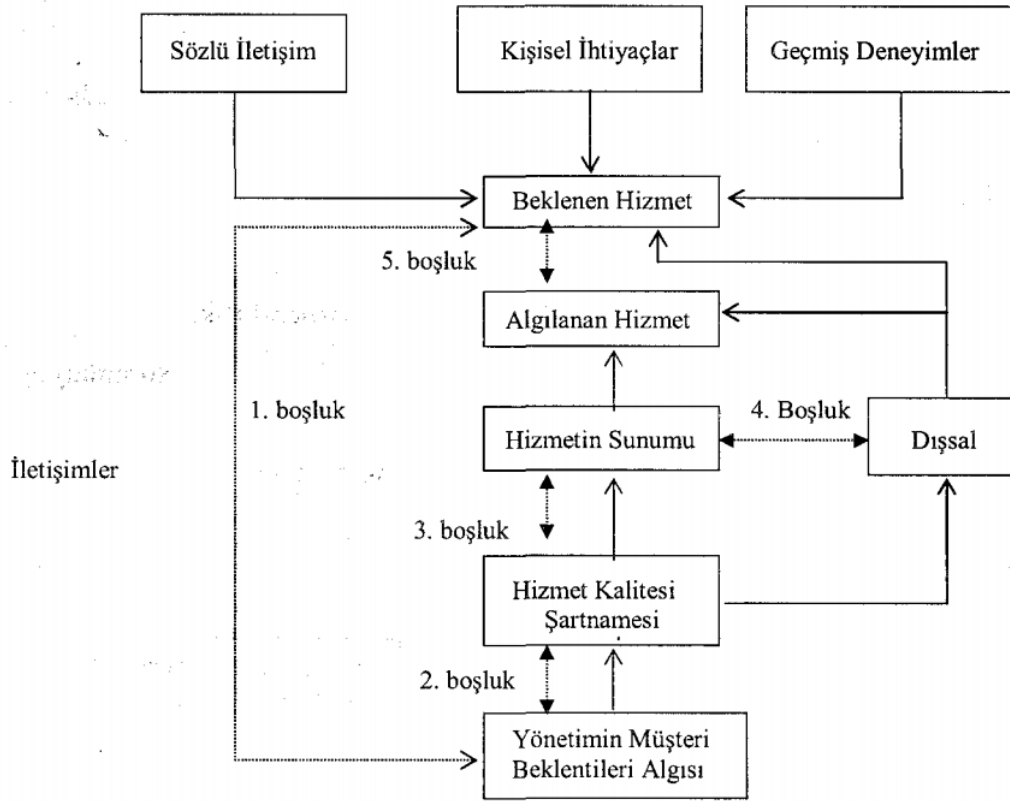 Sözlü İletişim
Kişisel İhtiyaçlar
Geçmiş Deneyimler
Beklenen Hizmet
5. boşluk
Algılanan Hizmet
1. boşluk
Hizmetin Sunumu
4. Boşluk
Dışsal
İletişimler
3. boşluk
Hizmet Kalitesi
Şartnamesi
2. boşluk
Yönetimin Müşteri
Beklentileri Algısı